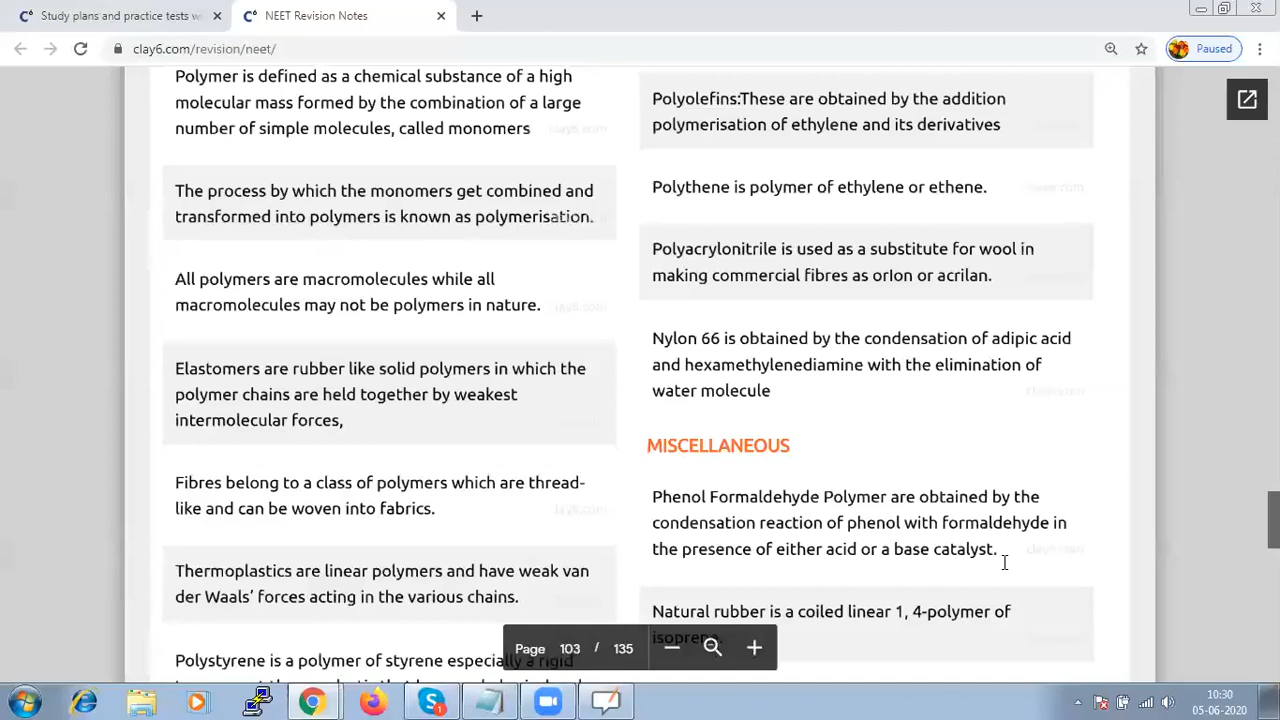 Study plans and practice tests w
NEET Revision Notes
clay6.com/revision/neet/
Paused
Polymer is defined as a chemical substance of a high
molecular mass formed by the combination of a large
number of simple molecules, called monomers
The process by which the monomers get combined and
transformed into polymers is known as polymerisation.
All polymers are macromolecules while all
macromolecules may not be polymers in nature.
Elastomers are rubber like solid polymers in which the
polymer chains are held together by weakest
intermolecular forces,
Fibres belong to a class of polymers which are thread-
like and can be woven into fabrics.
Thermoplastics are linear polymers and have weak van
der Waals’ forces acting in the various chains.
Polystyrene is a polymer of styrene especially a rigid
Polyolefins:These are obtained by the addition
polymerisation of ethylene and its derivatives
Polythene is polymer of ethylene or ethene.
Polyacrylonitrile is used as a substitute for wool in
making commercial fibres as orlon or acrilan.
Nylon 66 is obtained by the condensation of adipic acid
and hexamethylenediamine with the elimination of
water molecule
MISCELLANEOUS
Phenol Formaldehyde Polymer are obtained by the
condensation reaction of phenol with formaldehyde in
the presence of either acid or a base catalyst.
Natural rubber is a coiled linear 1, 4-polymer of
isoprene.
Page 103 / 135
10:30
05-06-2020